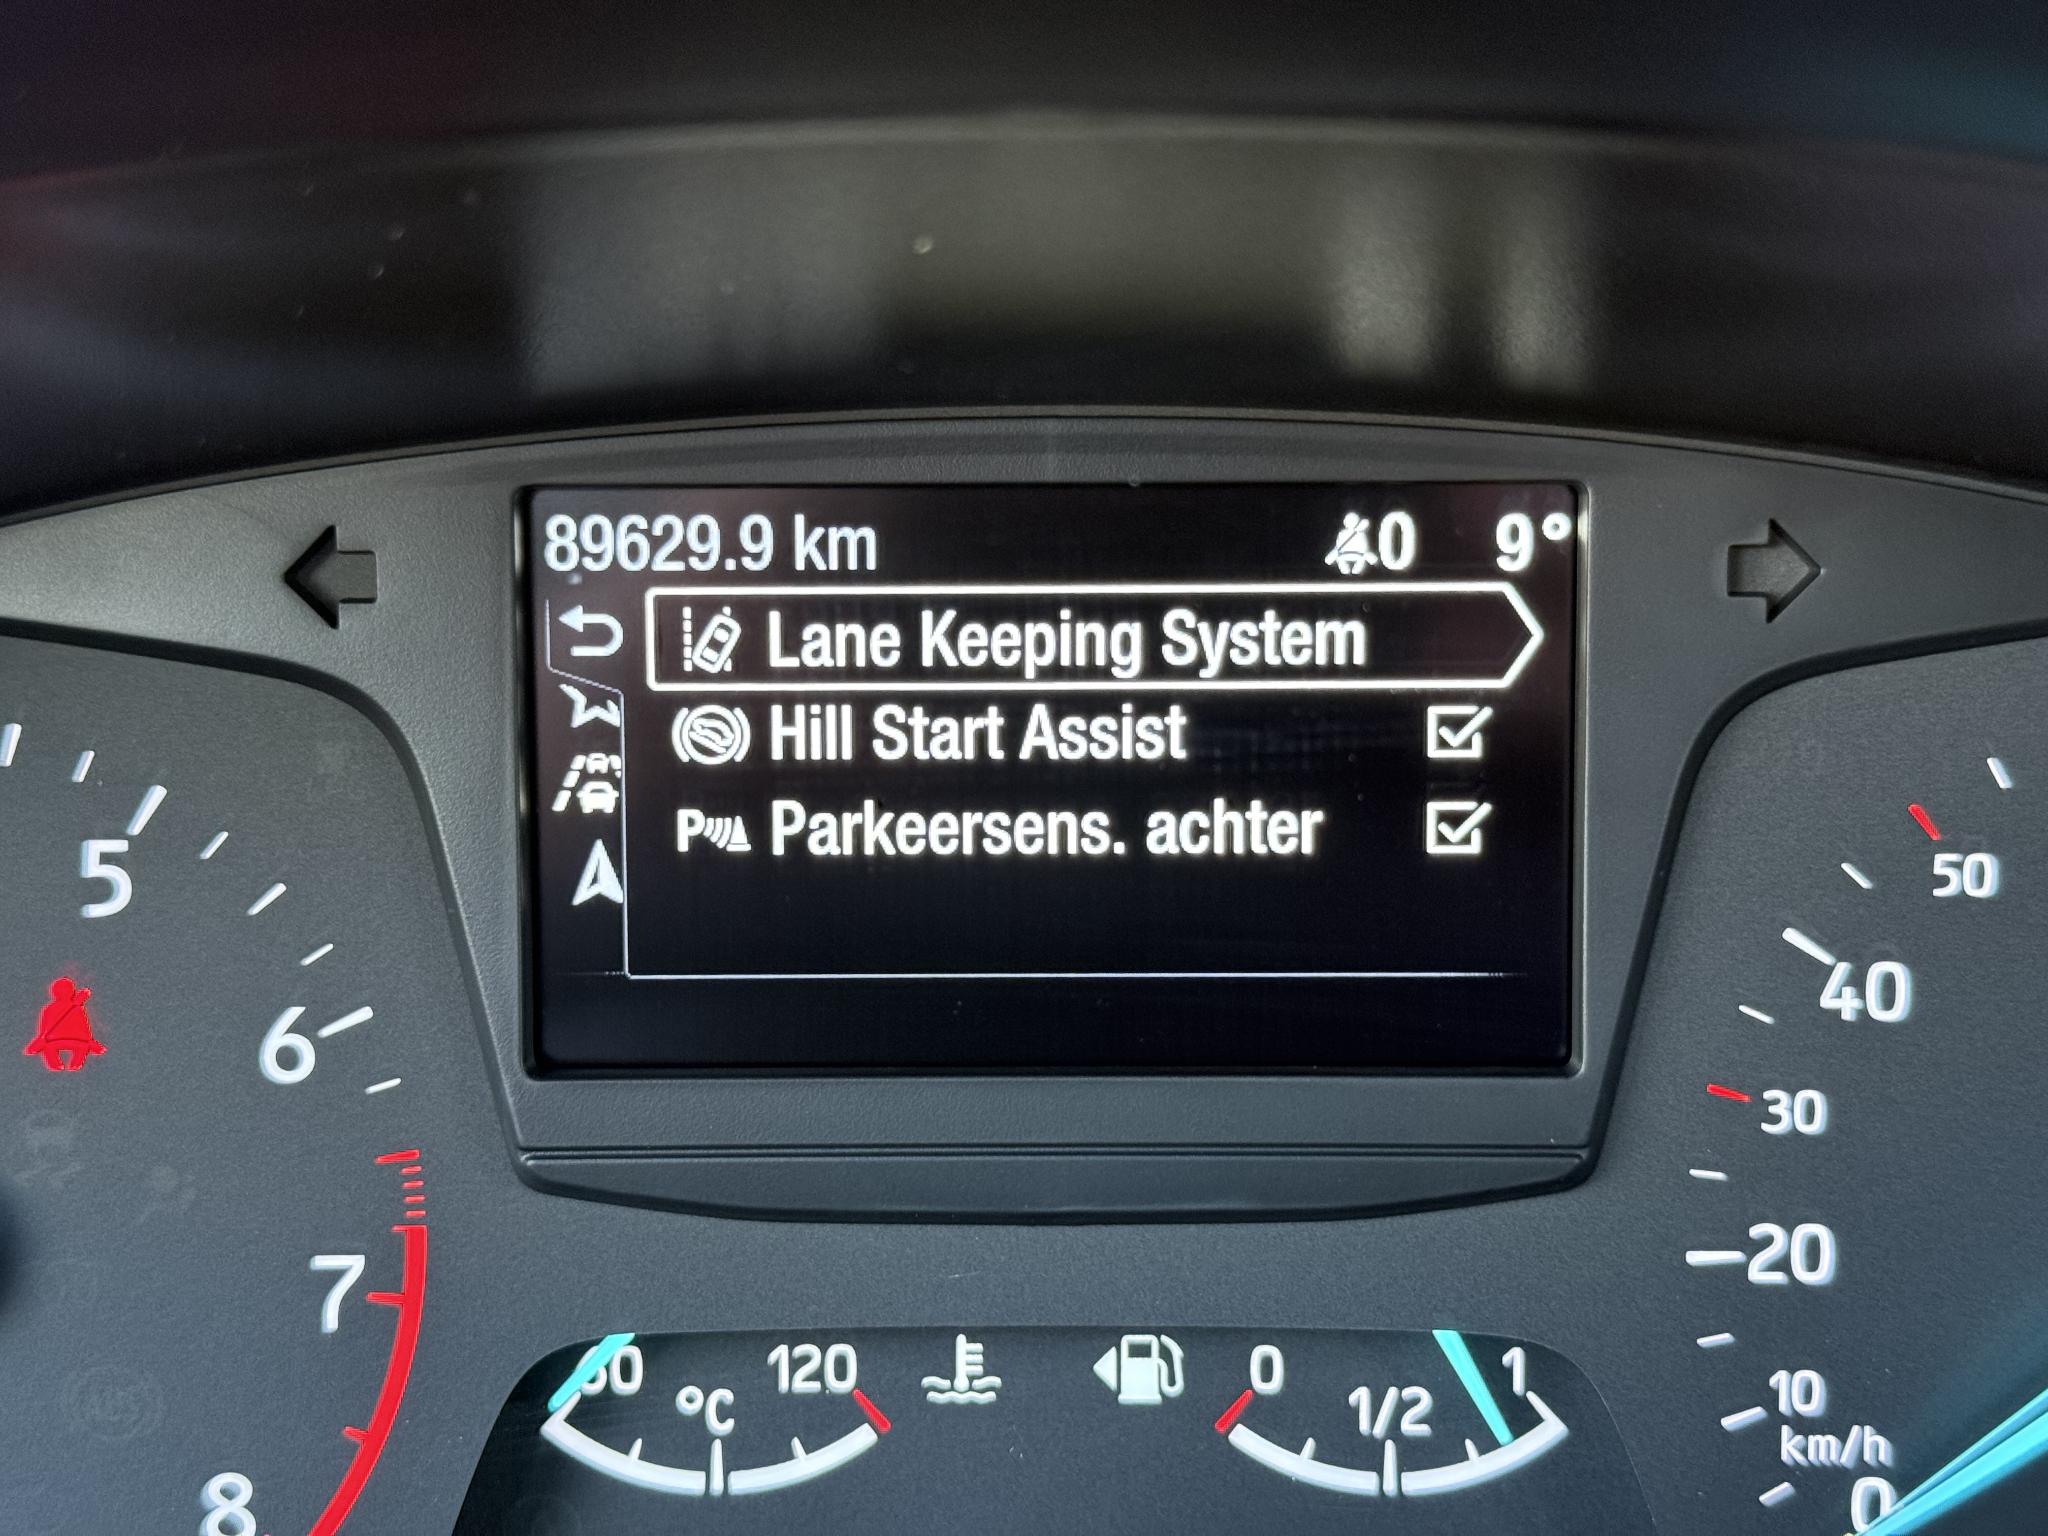 89629.9 km 0 9°
Lane Keeping System
Hill Start Assist
P Parkeersens. achter
5
6
7
8
50
40
30
20
10
km/h
0
60 120
°C
0 1/2 1